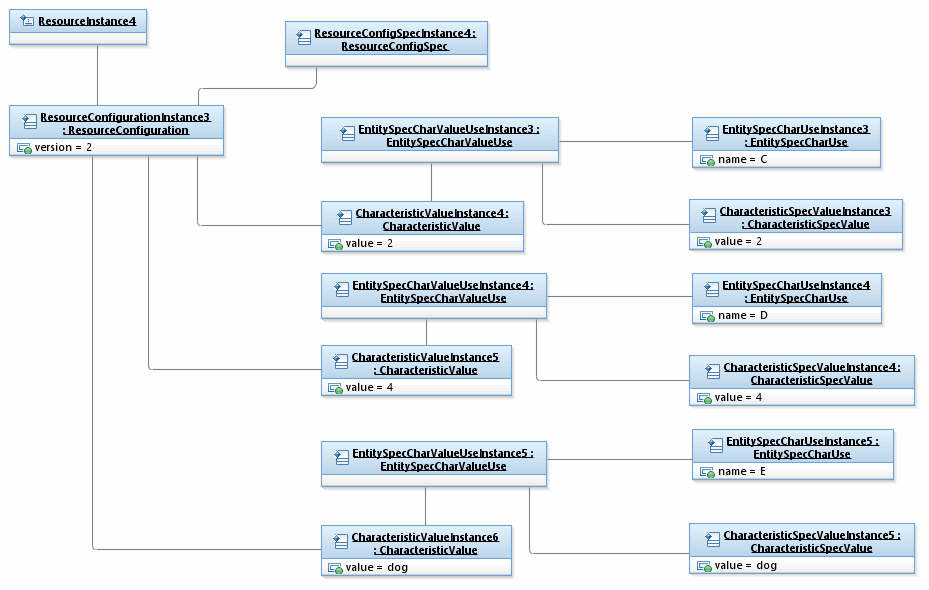 ResourceInstance4
ResourceConfigSpecInstance4 :
ResourceConfigSpec
ResourceConfigurationInstance3
: ResourceConfiguration
version = 2
EntitySpecCharValueUseInstance3 :
EntitySpecCharValueUse
EntitySpecCharUseInstance3
: EntitySpecCharUse
name = C
CharacteristicValueInstance4 :
CharacteristicValue
value = 2
CharacteristicSpecValueInstance3
: CharacteristicSpecValue
value = 2
EntitySpecCharValueUseInstance4 :
EntitySpecCharValueUse
EntitySpecCharUseInstance4
: EntitySpecCharUse
name = D
CharacteristicValueInstance5
: CharacteristicValue
value = 4
CharacteristicSpecValueInstance4 :
CharacteristicSpecValue
value = 4
EntitySpecCharValueUseInstance5 :
EntitySpecCharValueUse
EntitySpecCharUseInstance5 :
EntitySpecCharUse
name = E
CharacteristicValueInstance6
: CharacteristicValue
value = dog
CharacteristicSpecValueInstance5 :
CharacteristicSpecValue
value = dog